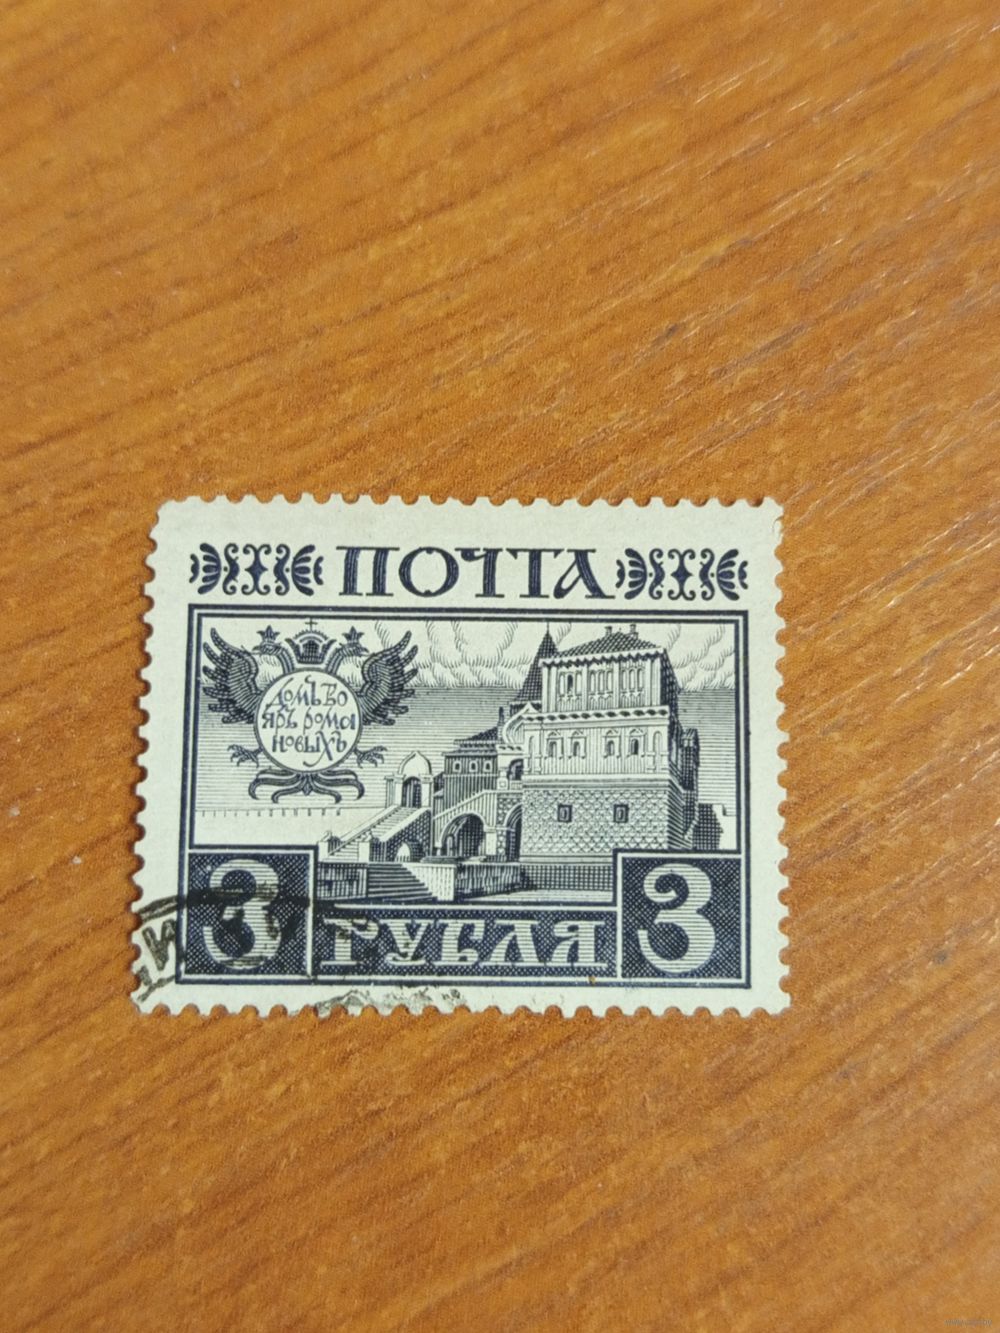 ПОЧТА
ДОМЪ БО
ЯРЪ РОМА
НОВЫХЪ
3 РУБЛЯ 3